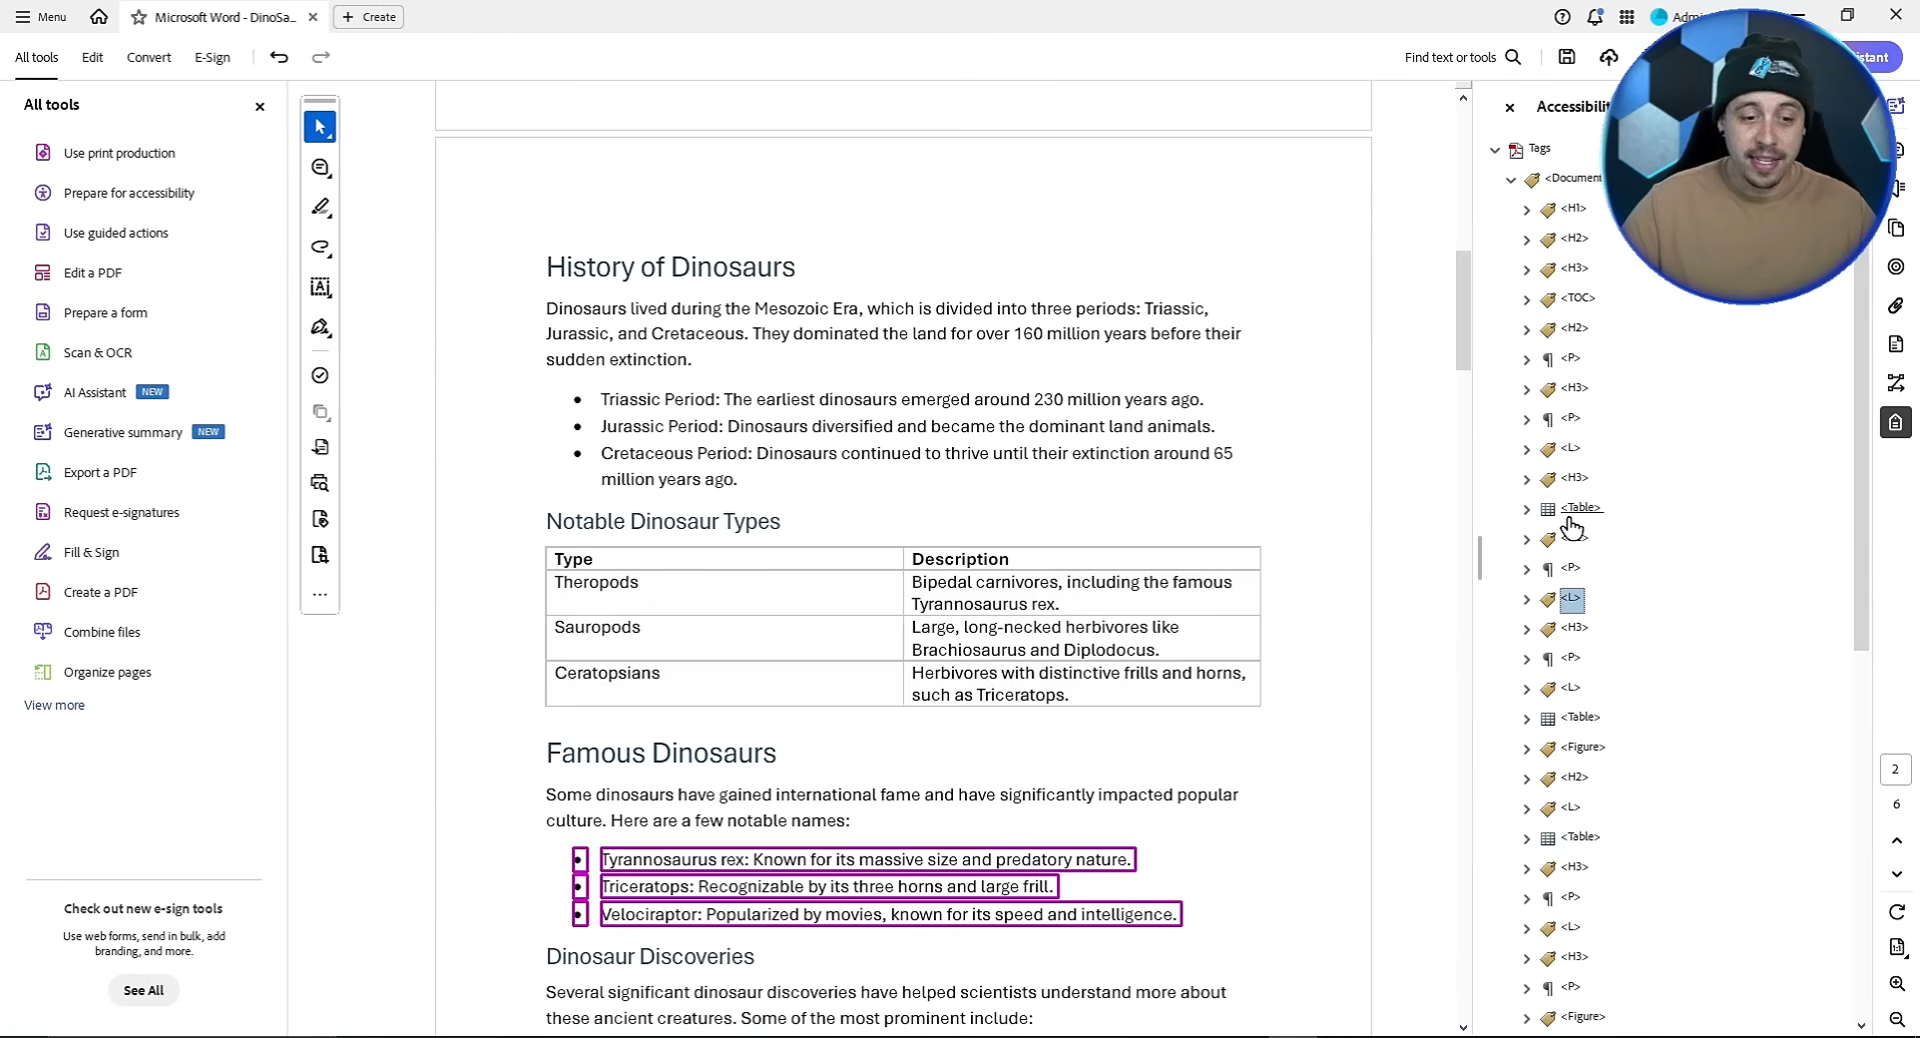 Menu
Microsoft Word - DinoSa...
Create
All tools
Edit
Convert
E-Sign
Find text or tools
All tools
Use print production
Prepare for accessibility
Use guided actions
Edit a PDF
Prepare a form
Scan & OCR
AI Assistant NEW
Generative summary NEW
Export a PDF
Request e-signatures
Fill & Sign
Create a PDF
Combine files
Organize pages
View more
Check out new e-sign tools
Use web forms, send in bulk, add
branding, and more.
See All
History of Dinosaurs
Dinosaurs lived during the Mesozoic Era, which is divided into three periods: Triassic,
Jurassic, and Cretaceous. They dominated the land for over 160 million years before their
sudden extinction.
• Triassic Period: The earliest dinosaurs emerged around 230 million years ago.
• Jurassic Period: Dinosaurs diversified and became the dominant land animals.
• Cretaceous Period: Dinosaurs continued to thrive until their extinction around 65
million years ago.
Notable Dinosaur Types
Type Description
Theropods Bipedal carnivores, including the famous
Tyrannosaurus rex.
Sauropods Large, long-necked herbivores like
Brachiosaurus and Diplodocus.
Ceratopsians Herbivores with distinctive frills and horns,
such as Triceratops.
Famous Dinosaurs
Some dinosaurs have gained international fame and have significantly impacted popular
culture. Here are a few notable names:
• Tyrannosaurus rex: Known for its massive size and predatory nature.
• Triceratops: Recognizable by its three horns and large frill.
• Velociraptor: Popularized by movies, known for its speed and intelligence.
Dinosaur Discoveries
Several significant dinosaur discoveries have helped scientists understand more about
these ancient creatures. Some of the most prominent include:
Tags
<Document
<H1>
<H2>
<H3>
<TOC>
<H2>
<P>
<H3>
<P>
<L>
<H3>
<Table>
<P>
<L>
<H3>
<P>
<L>
<Table>
<Figure>
<H2>
<L>
<Table>
<H3>
<P>
<L>
<H3>
<P>
<Figure>
2
6
1:1